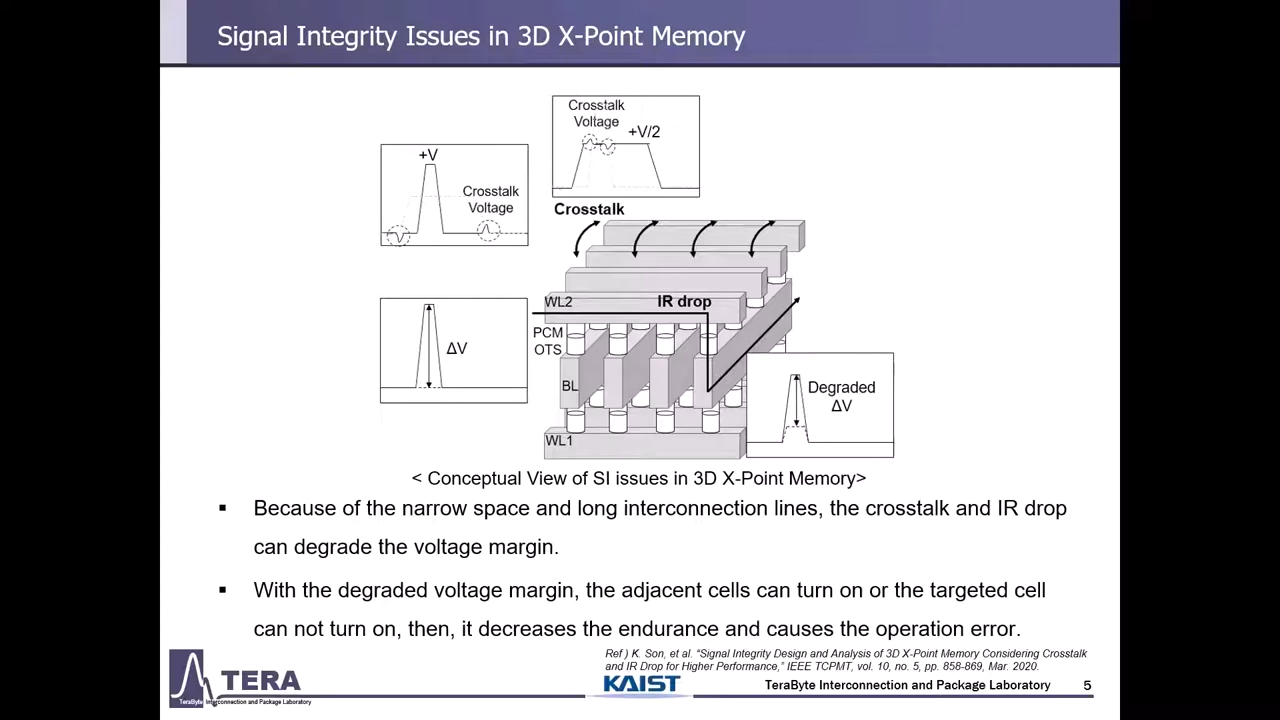 Signal Integrity Issues in 3D X-Point Memory
Crosstalk
Voltage
+V/2
+V
Crosstalk
Voltage
Crosstalk
WL2
IR drop
PCM
OTS
ΔV
BL
Degraded
ΔV
WL1
< Conceptual View of SI issues in 3D X-Point Memory>
▪ Because of the narrow space and long interconnection lines, the crosstalk and IR drop
can degrade the voltage margin.
▪ With the degraded voltage margin, the adjacent cells can turn on or the targeted cell
can not turn on, then, it decreases the endurance and causes the operation error.
Ref ) K. Son, et al. “Signal Integrity Design and Analysis of 3D X-Point Memory Considering Crosstalk
and IR Drop for Higher Performance,” IEEE TCPMT, vol. 10, no. 5, pp. 858-869, Mar. 2020.
TERA
TeraByte Interconnection and Package Laboratory
KAIST
TeraByte Interconnection and Package Laboratory
5